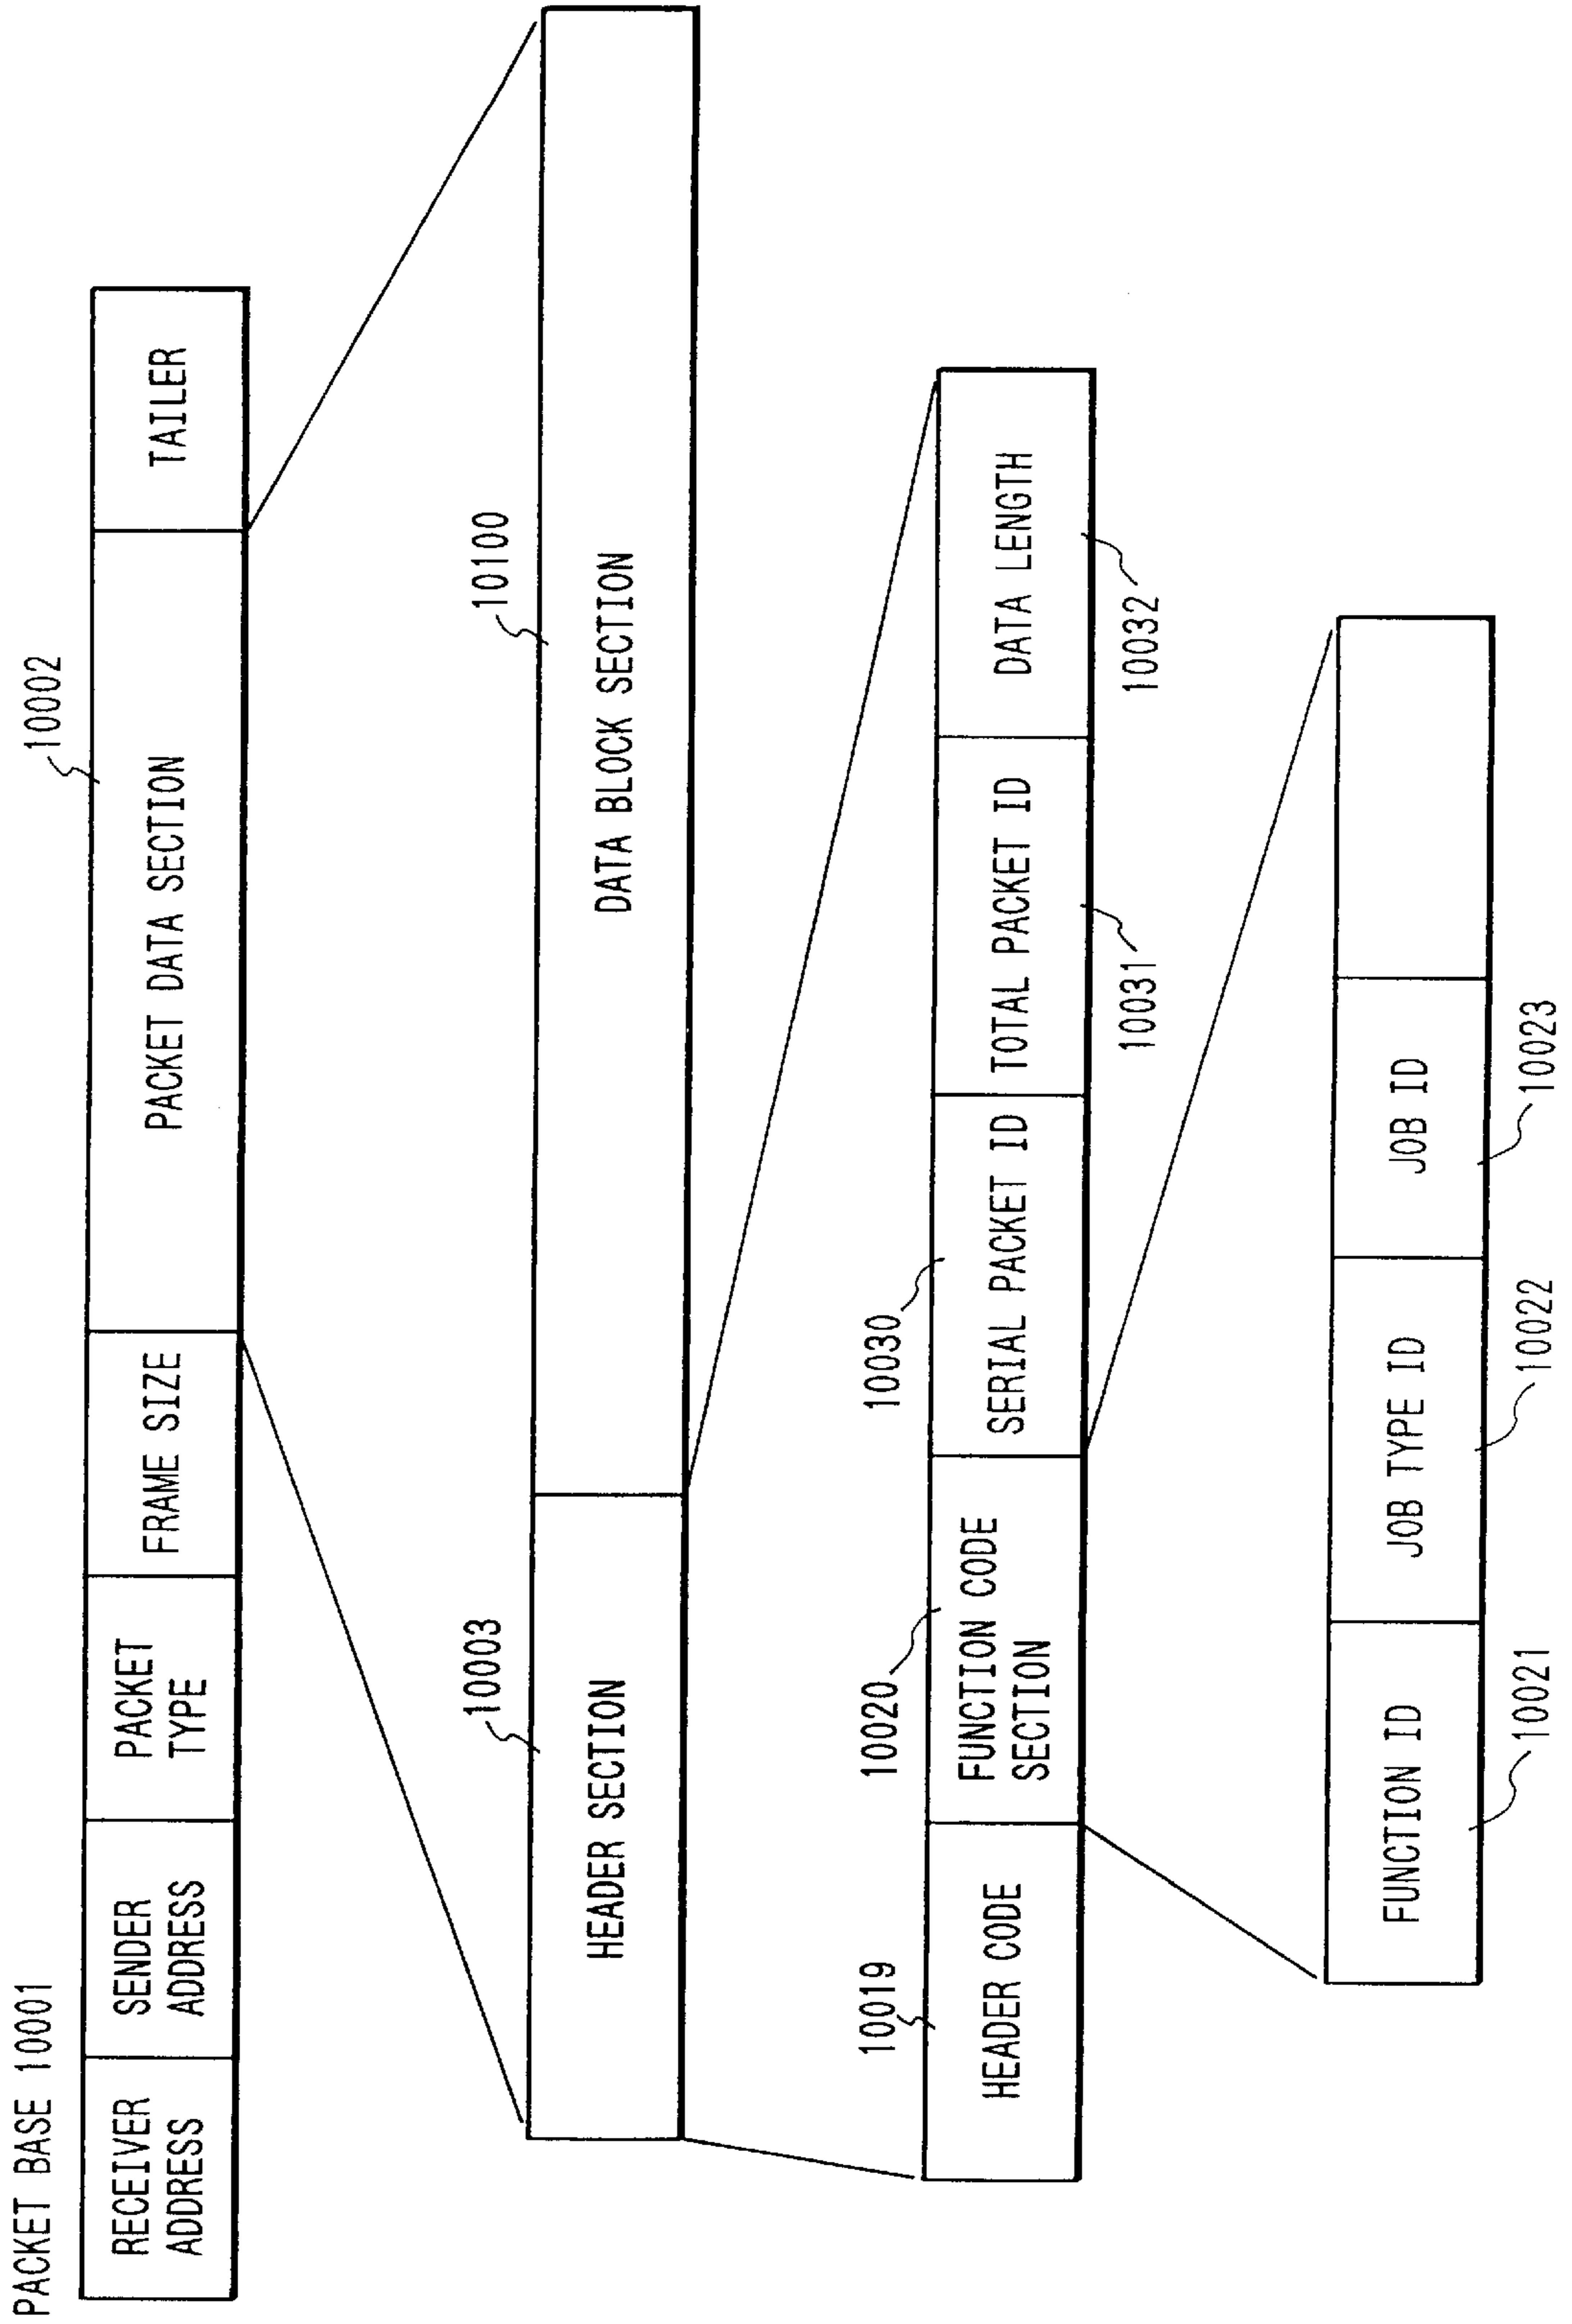 PACKET BASE 10001
10002
RECEIVER
ADDRESS
SENDER
ADDRESS
PACKET
TYPE
FRAME SIZE
PACKET DATA SECTION
TAILER
10003
10100
HEADER SECTION
DATA BLOCK SECTION
10019
10020
10030
HEADER CODE
FUNCTION CODE
SECTION
SERIAL PACKET ID
TOTAL PACKET ID
DATA LENGTH
10031
10032
FUNCTION ID
JOB TYPE ID
JOB ID
10021
10022
10023